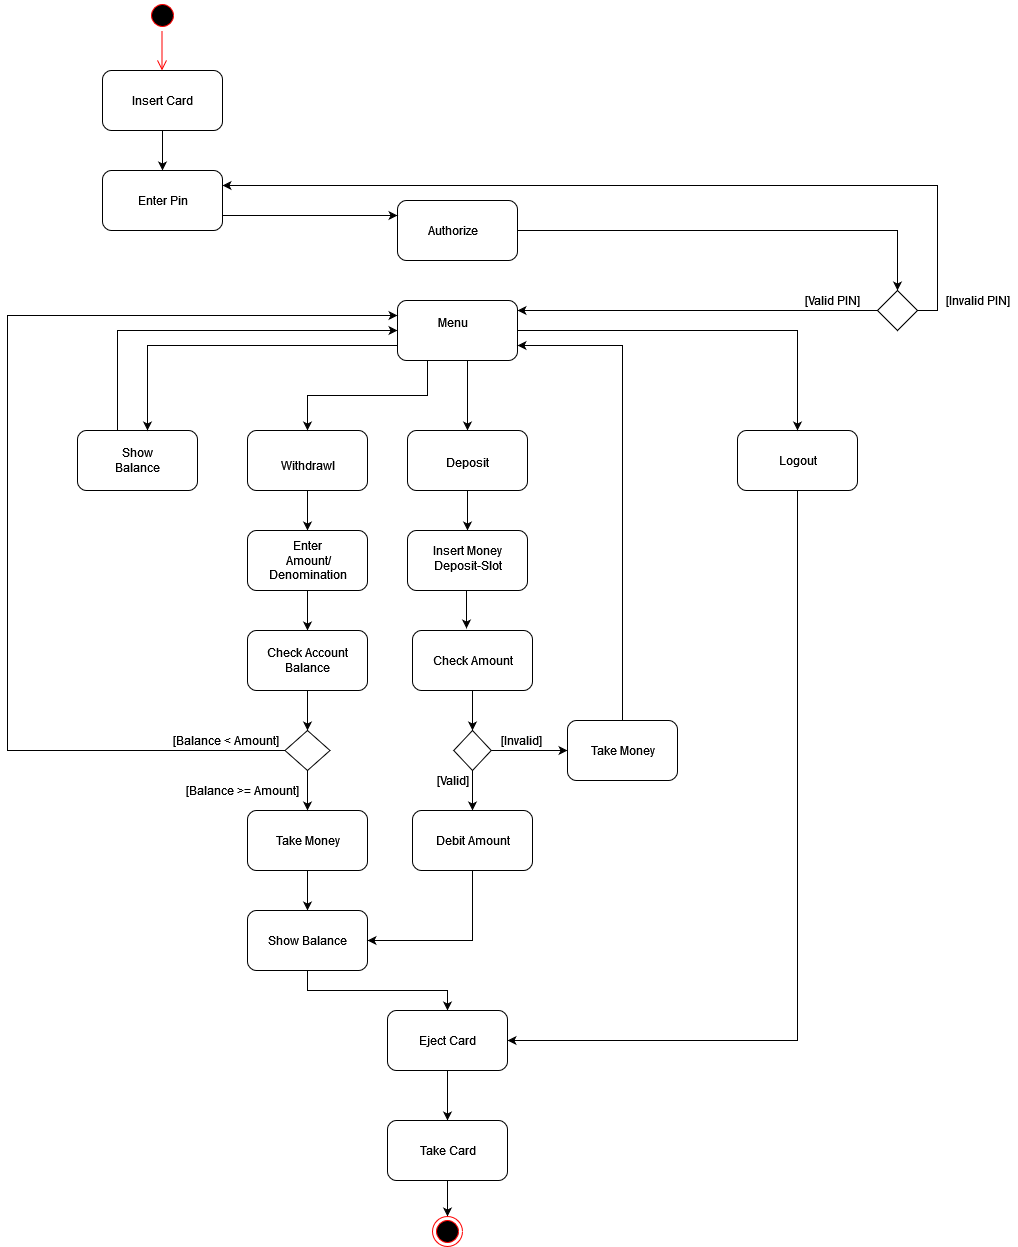 Insert Card
Enter Pin
Authorize
[Valid PIN]
[Invalid PIN]
Menu
Show
Balance
Withdrawl
Deposit
Logout
Enter
Amount/
Denomination
Insert Money
Deposit-Slot
Check Account
Balance
Check Amount
[Balance < Amount]
[Invalid]
Take Money
[Balance >= Amount]
[Valid]
Take Money
Debit Amount
Show Balance
Eject Card
Take Card